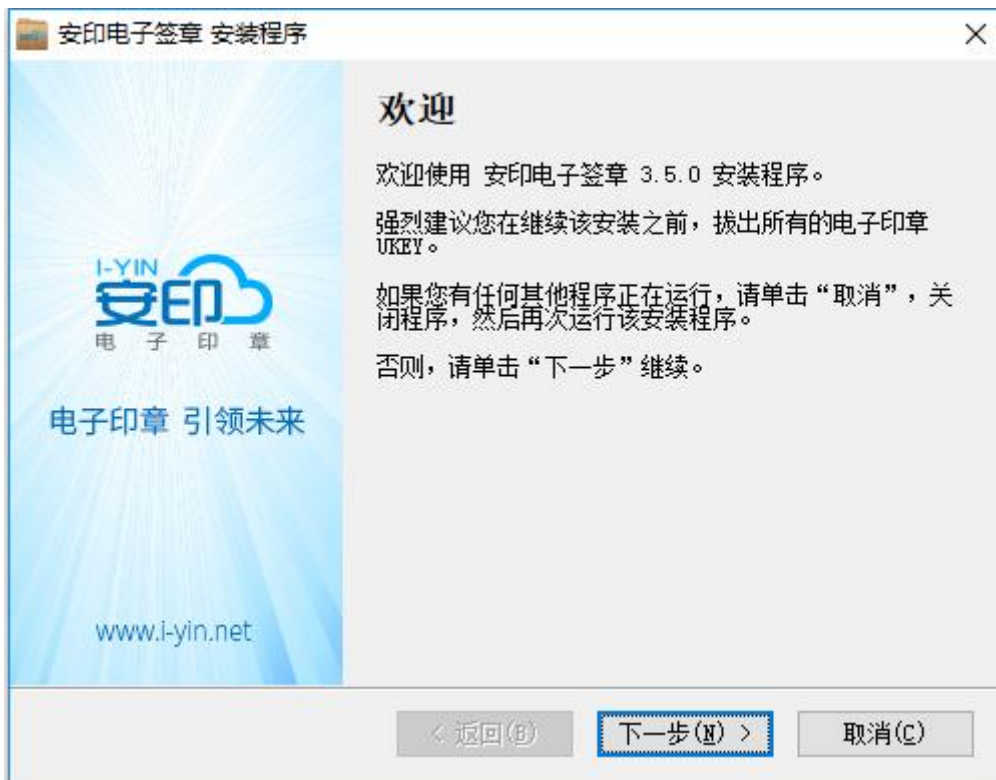 安印电子签章 安装程序
欢迎
欢迎使用 安印电子签章 3.5.0 安装程序。
强烈建议您在继续该安装之前，拔出所有的电子印章
UKEY。
如果您有任何其他程序正在运行，请单击“取消”，关
闭程序，然后再次运行该安装程序。
否则，请单击“下一步”继续。
I-YIN
安印
电子印章
电子印章 引领未来
www.i-yin.net
< 返回(B)
下一步(N) >
取消(C)